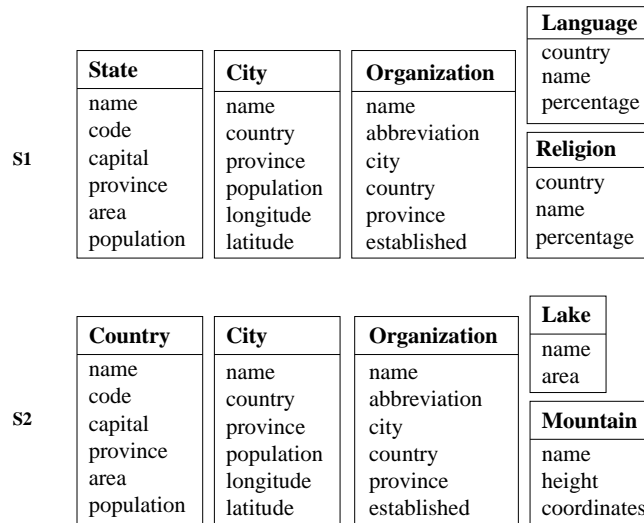 S1
State
name
code
capital
province
area
population
City
name
country
province
population
longitude
latitude
Organization
name
abbreviation
city
country
province
established
Language
country
name
percentage
Religion
country
name
percentage
S2
Country
name
code
capital
province
area
population
City
name
country
province
population
longitude
latitude
Organization
name
abbreviation
city
country
province
established
Lake
name
area
Mountain
name
height
coordinates